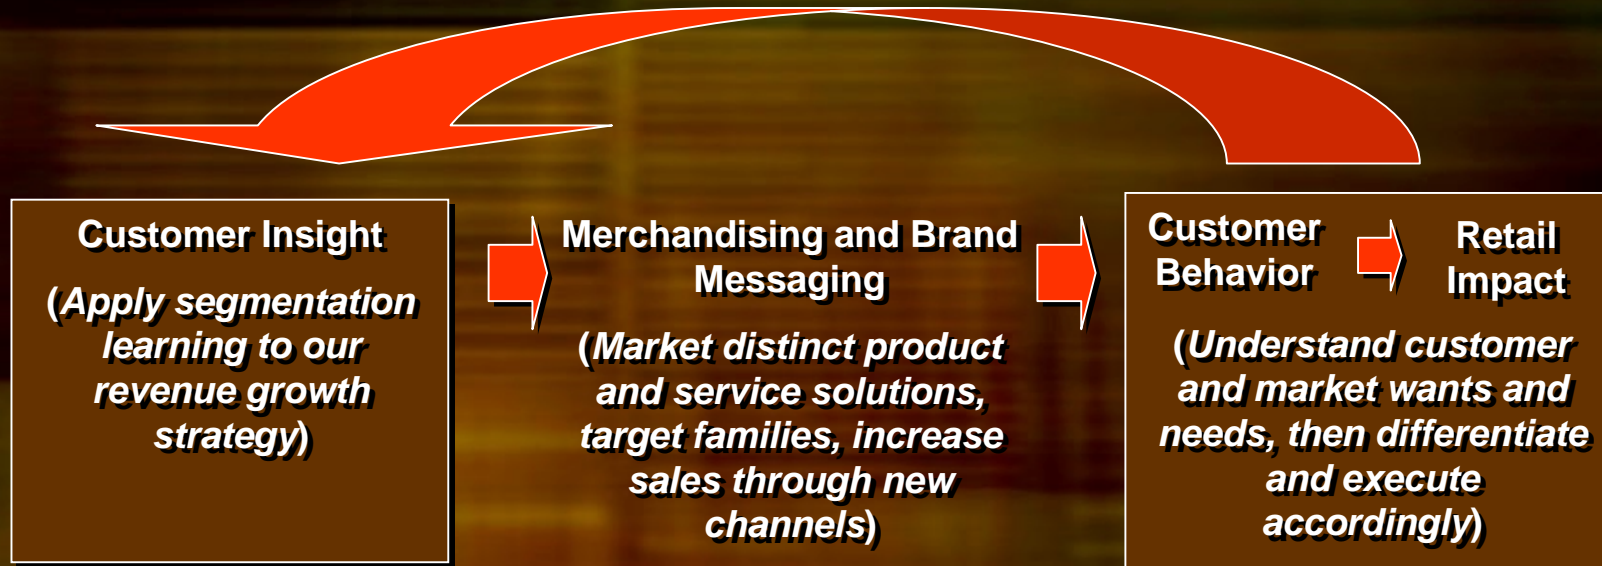 Customer Insight
(Apply segmentation
learning to our
revenue growth
strategy)
Merchandising and Brand
Messaging
(Market distinct product
and service solutions,
target families, increase
sales through new
channels)
Customer
Behavior
Retail
Impact
(Understand customer
and market wants and
needs, then differentiate
and execute
accordingly)